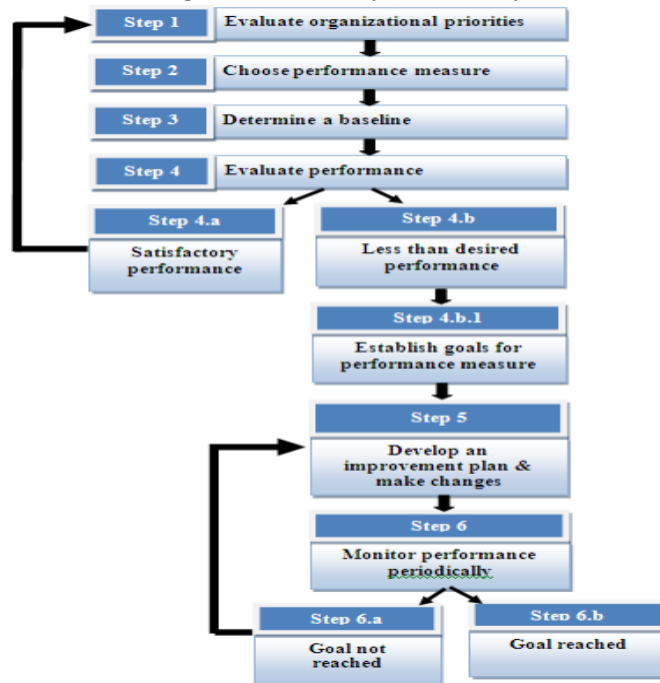 Step 1
Evaluate organizational priorities
Step 2
Choose performance measure
Step 3
Determine a baseline
Step 4
Evaluate performance
Step 4.a
Satisfactory
performance
Step 4.b
Less than desired
performance
Step 4.b.1
Establish goals for
performance measure
Step 5
Develop an
improvement plan &
make changes
Step 6
Monitor performance
periodically
Step 6.a
Goal not
reached
Step 6.b
Goal reached